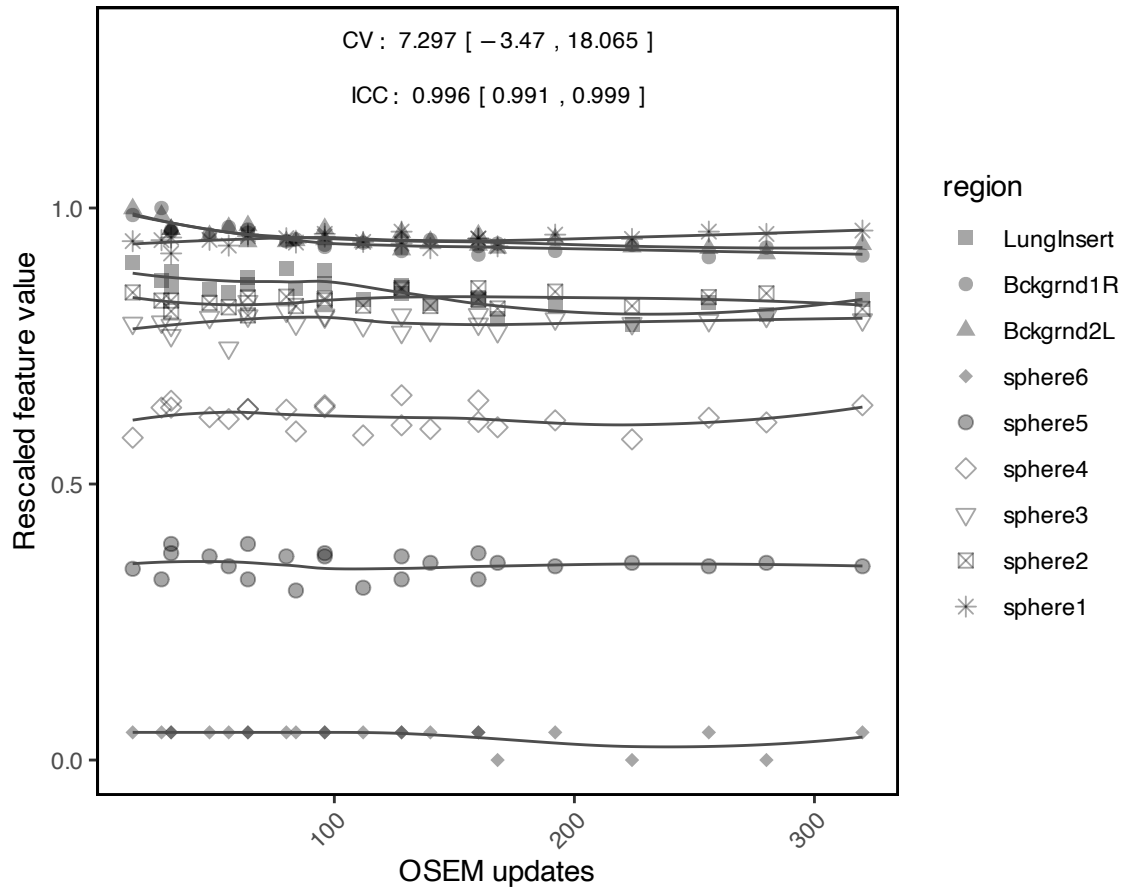 CV : 7.297 [ −3.47 , 18.065 ]
ICC : 0.996 [ 0.991 , 0.999 ]
Rescaled feature value
1.0
0.5
0.0
100
200
300
OSEM updates
region
LungInsert
Bckgrnd1R
Bckgrnd2L
sphere6
sphere5
sphere4
sphere3
sphere2
sphere1